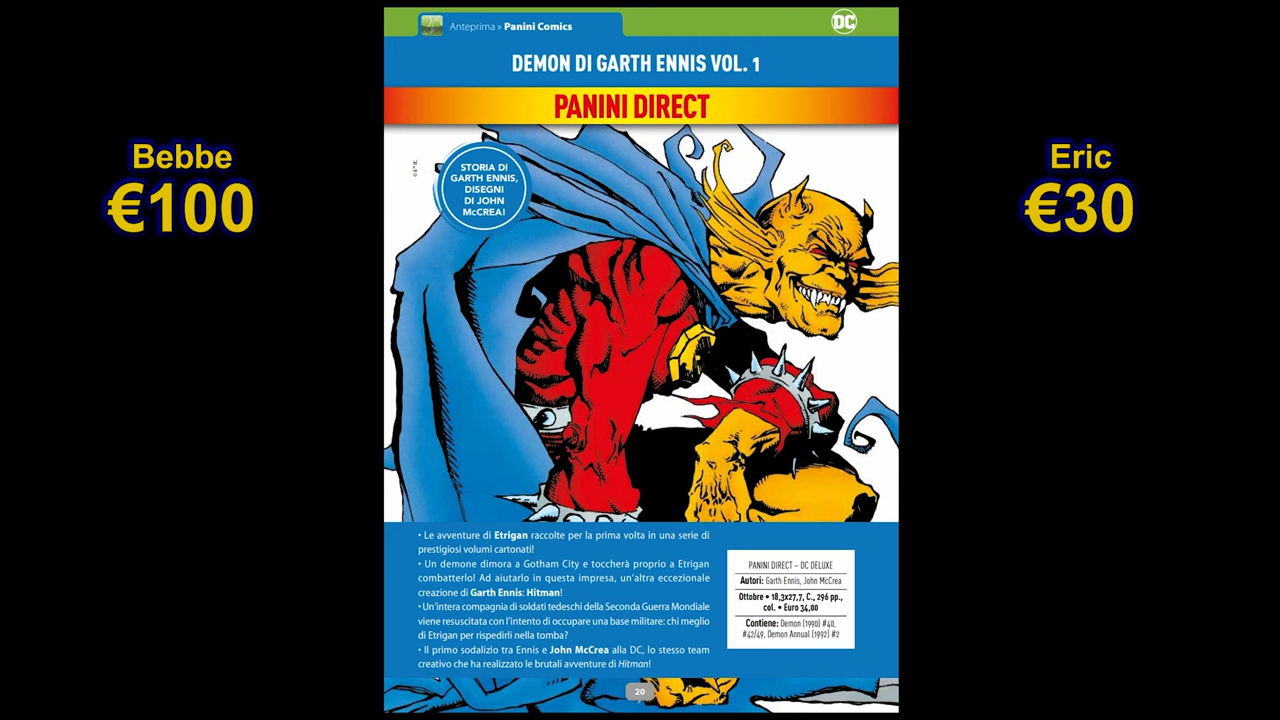 Anteprima » Panini Comics
DC
DEMON DI GARTH ENNIS VOL. 1
PANINI DIRECT
Bebbe
€100
Eric
€30
STORIA DI
GARTH ENNIS,
DISEGNI
DI JOHN
McCREA!
• Le avventure di Etrigan raccolte per la prima volta in una serie di
prestigiosi volumi cartonati!
• Un demone dimora a Gotham City e toccherà proprio a Etrigan
combatterlo! Ad aiutarlo in questa impresa, un'altra eccezionale
creazione di Garth Ennis: Hitman!
• Un'intera compagnia di soldati tedeschi della Seconda Guerra Mondiale
viene resuscitata con l'intento di occupare una base militare: chi meglio
di Etrigan per rispedirli nella tomba?
• Il primo sodalizio tra Ennis e John McCrea alla DC, lo stesso team
creativo che ha realizzato le brutali avventure di Hitman!
PANINI DIRECT – DC DELUXE
Autori: Garth Ennis, John McCrea
Ottobre • 18,3x27,7, C., 296 pp.,
col. • Euro 34,00
Contiene: Demon (1990) #40,
#42/49, Demon Annual (1992) #2
20